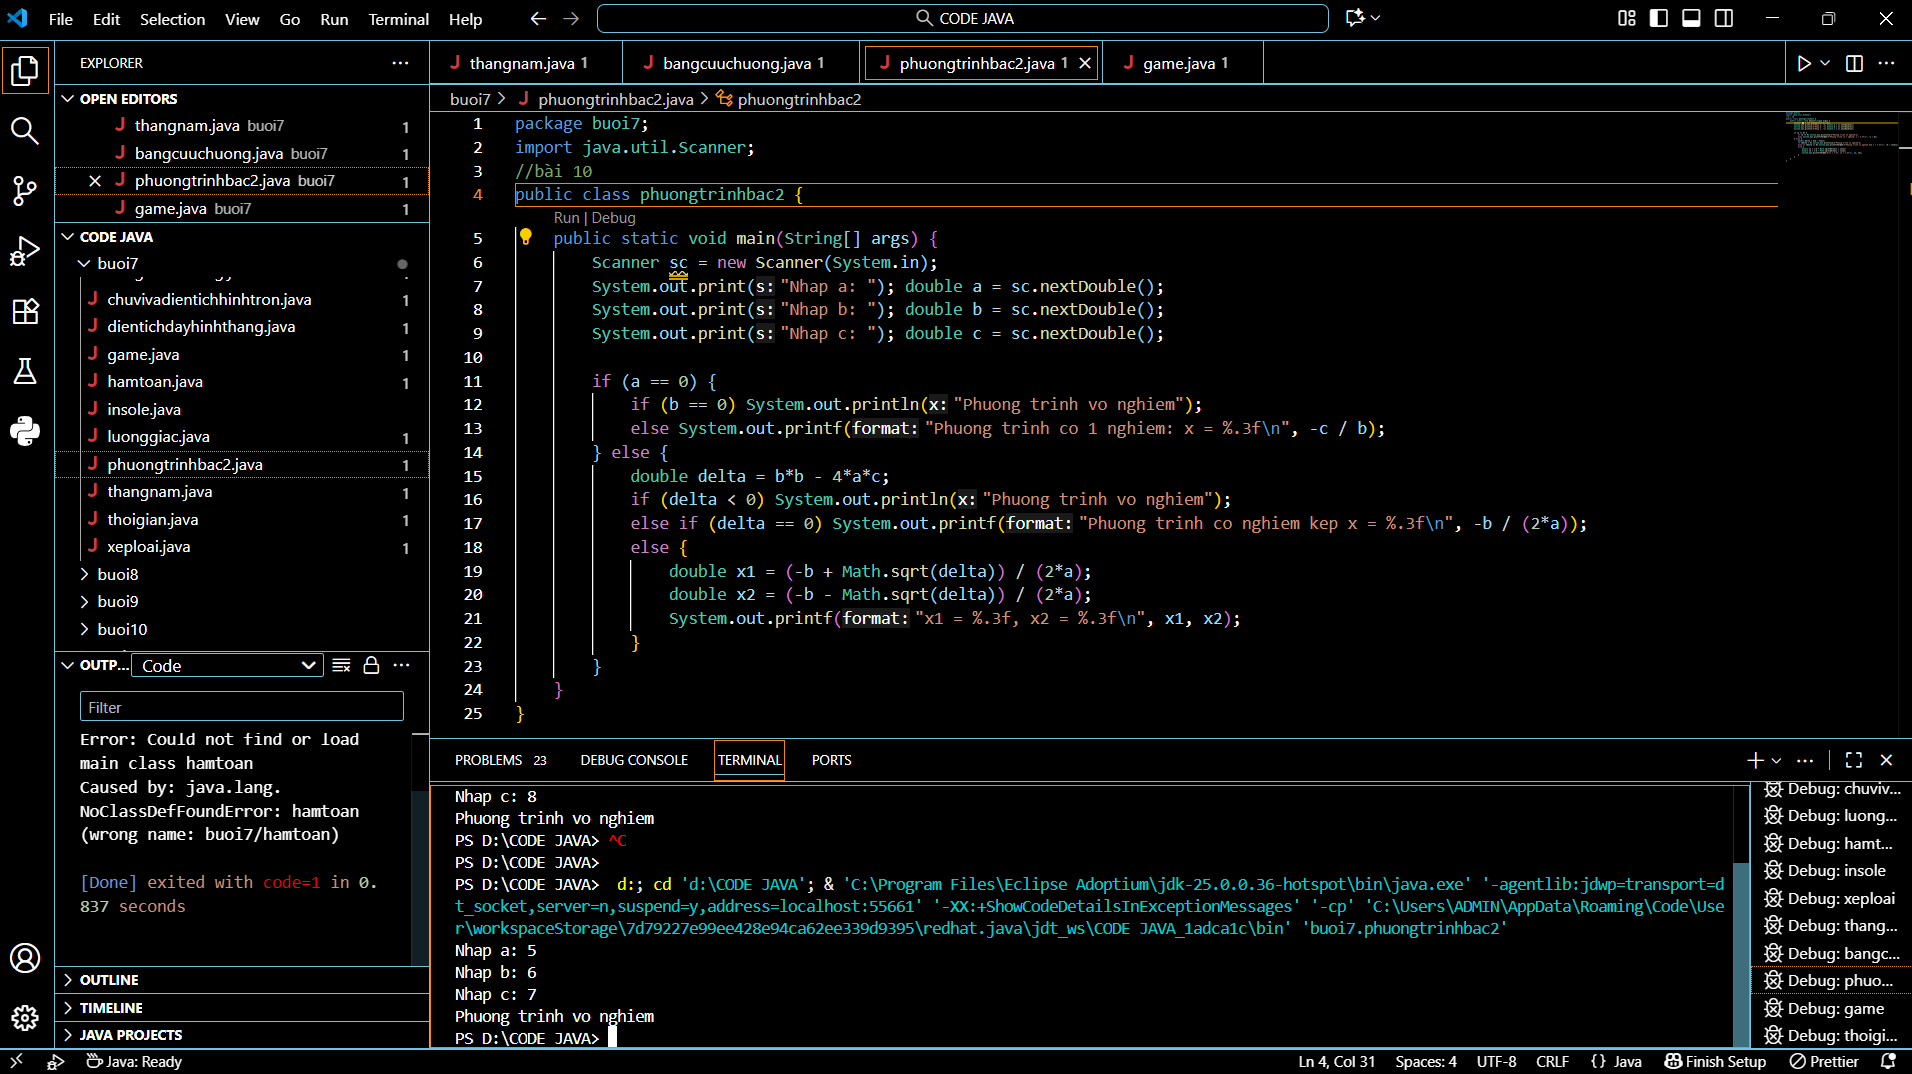 File Edit Selection View Go Run Terminal Help
CODE JAVA
EXPLORER
OPEN EDITORS
thangnam.java buoi7 1
bangcuuchuong.java buoi7 1
phuongtrinhbac2.java buoi7 1
game.java buoi7 1
CODE JAVA
buoi7
chuvivadientichhinhtron.java 1
dientichdayhinhthang.java 1
game.java 1
hamtoan.java 1
insole.java
luonggiac.java 1
phuongtrinhbac2.java 1
thangnam.java 1
thoigian.java 1
xeploai.java 1
buoi8
buoi9
buoi10
OUTP... Code
Filter
Error: Could not find or load
main class hamtoan
Caused by: java.lang.
NoClassDefFoundError: hamtoan
(wrong name: buoi7/hamtoan)
[Done] exited with code=1 in 0.
837 seconds
OUTLINE
TIMELINE
JAVA PROJECTS
thangnam.java 1 bangcuuchuong.java 1 phuongtrinhbac2.java 1 game.java 1
buoi7 > phuongtrinhbac2.java > phuongtrinhbac2
1 package buoi7;
2 import java.util.Scanner;
3 //bài 10
4 public class phuongtrinhbac2 {
Run | Debug
5 public static void main(String[] args) {
6 Scanner sc = new Scanner(System.in);
7 System.out.print(s: "Nhap a: "); double a = sc.nextDouble();
8 System.out.print(s: "Nhap b: "); double b = sc.nextDouble();
9 System.out.print(s: "Nhap c: "); double c = sc.nextDouble();
10
11 if (a == 0) {
12 if (b == 0) System.out.println(x: "Phuong trinh vo nghiem");
13 else System.out.printf(format: "Phuong trinh co 1 nghiem: x = %.3f\n", -c / b);
14 } else {
15 double delta = b*b - 4*a*c;
16 if (delta < 0) System.out.println(x: "Phuong trinh vo nghiem");
17 else if (delta == 0) System.out.printf(format: "Phuong trinh co nghiem kep x = %.3f\n", -b / (2*a));
18 else {
19 double x1 = (-b + Math.sqrt(delta)) / (2*a);
20 double x2 = (-b - Math.sqrt(delta)) / (2*a);
21 System.out.printf(format: "x1 = %.3f, x2 = %.3f\n", x1, x2);
22 }
23 }
24 }
25 }
PROBLEMS 23 DEBUG CONSOLE TERMINAL PORTS
Nhap c: 8
Phuong trinh vo nghiem
PS D:\CODE JAVA> ^C
PS D:\CODE JAVA>
PS D:\CODE JAVA> d:; cd 'd:\CODE JAVA'; & 'C:\Program Files\Eclipse Adoptium\jdk-25.0.0.36-hotspot\bin\java.exe' '-agentlib:jdwp=transport=d
t_socket,server=n,suspend=y,address=localhost:55661' '-XX:+ShowCodeDetailsInExceptionMessages' '-cp' 'C:\Users\ADMIN\AppData\Roaming\Code\Use
r\workspaceStorage\7d79227e99ee428e94ca62ee339d9395\redhat.java\jdt_ws\CODE JAVA_1adca1c\bin' 'buoi7.phuongtrinhbac2'
Nhap a: 5
Nhap b: 6
Nhap c: 7
Phuong trinh vo nghiem
PS D:\CODE JAVA>
Debug: chuviv...
Debug: luong...
Debug: hamt...
Debug: insole
Debug: xeploai
Debug: thang...
Debug: bangc...
Debug: phuo...
Debug: game
Debug: thoigi...
Java: Ready
Ln 4, Col 31 Spaces: 4 UTF-8 CRLF {} Java Finish Setup Prettier